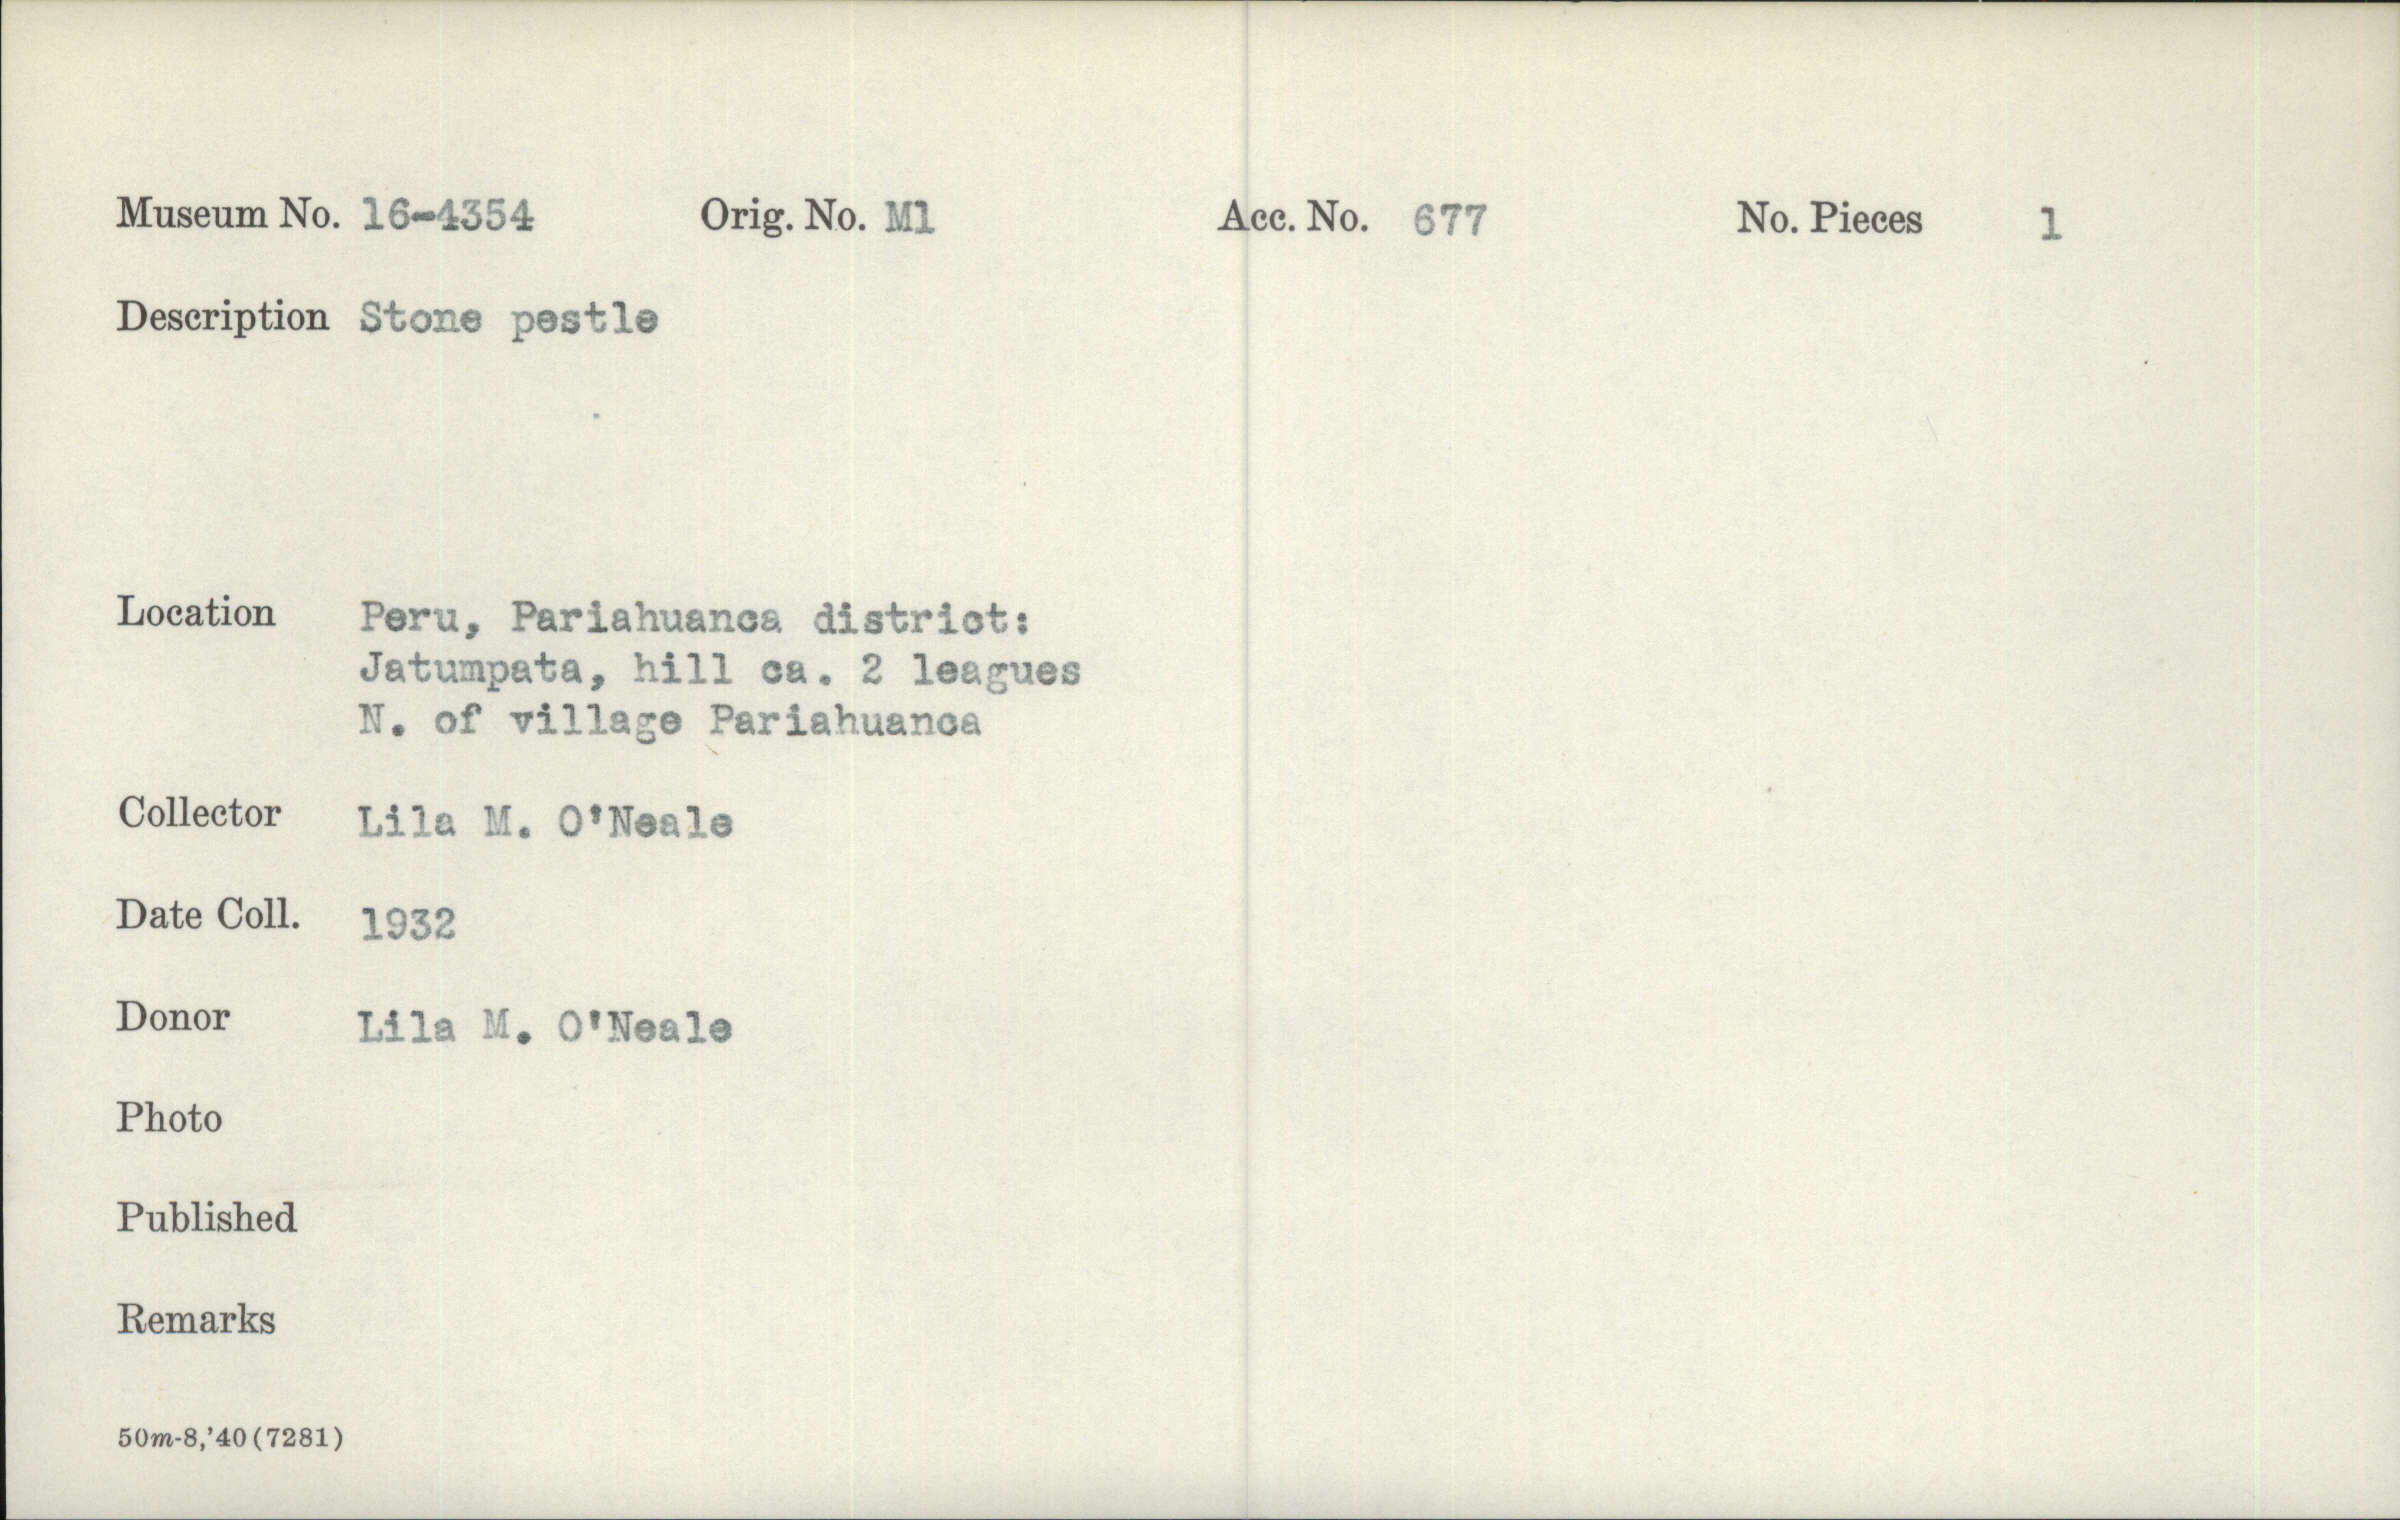 Museum No. 16-4354 Orig. No. M1 Acc. No. 677 No. Pieces 1
Description Stone pestle
Location Peru, Pariahuanca district:
Jatumpata, hill ca. 2 leagues
N. of village Pariahuanca
Collector Lila M. O'Neale
Date Coll. 1932
Donor Lila M. O'Neale
Photo
Published
Remarks
50m-8,'40(7281)